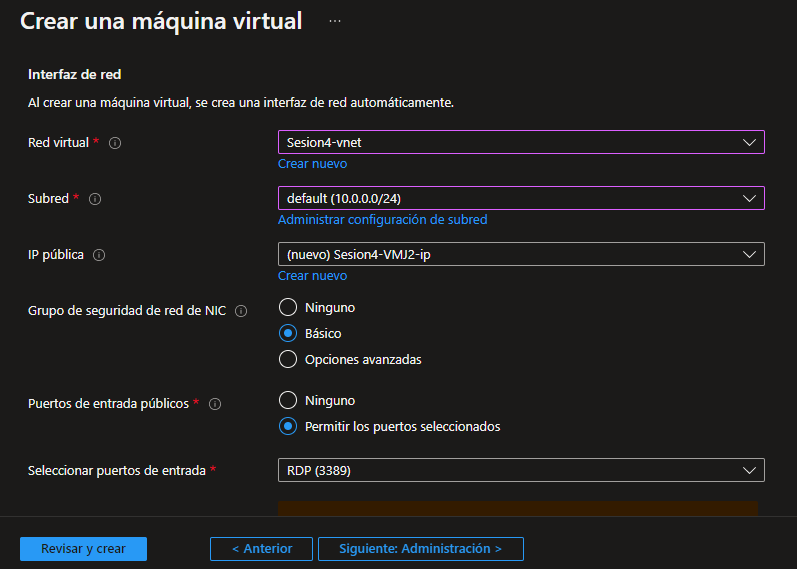 Crear una máquina virtual ...
Interfaz de red
Al crear una máquina virtual, se crea una interfaz de red automáticamente.
Red virtual *
Sesion4-vnet
Crear nuevo
Subred *
default (10.0.0.0/24)
Administrar configuración de subred
IP pública
(nuevo) Sesion4-VMJ2-ip
Crear nuevo
Grupo de seguridad de red de NIC
Ninguno
Básico
Opciones avanzadas
Puertos de entrada públicos *
Ninguno
Permitir los puertos seleccionados
Seleccionar puertos de entrada *
RDP (3389)
Revisar y crear
< Anterior
Siguiente: Administración >